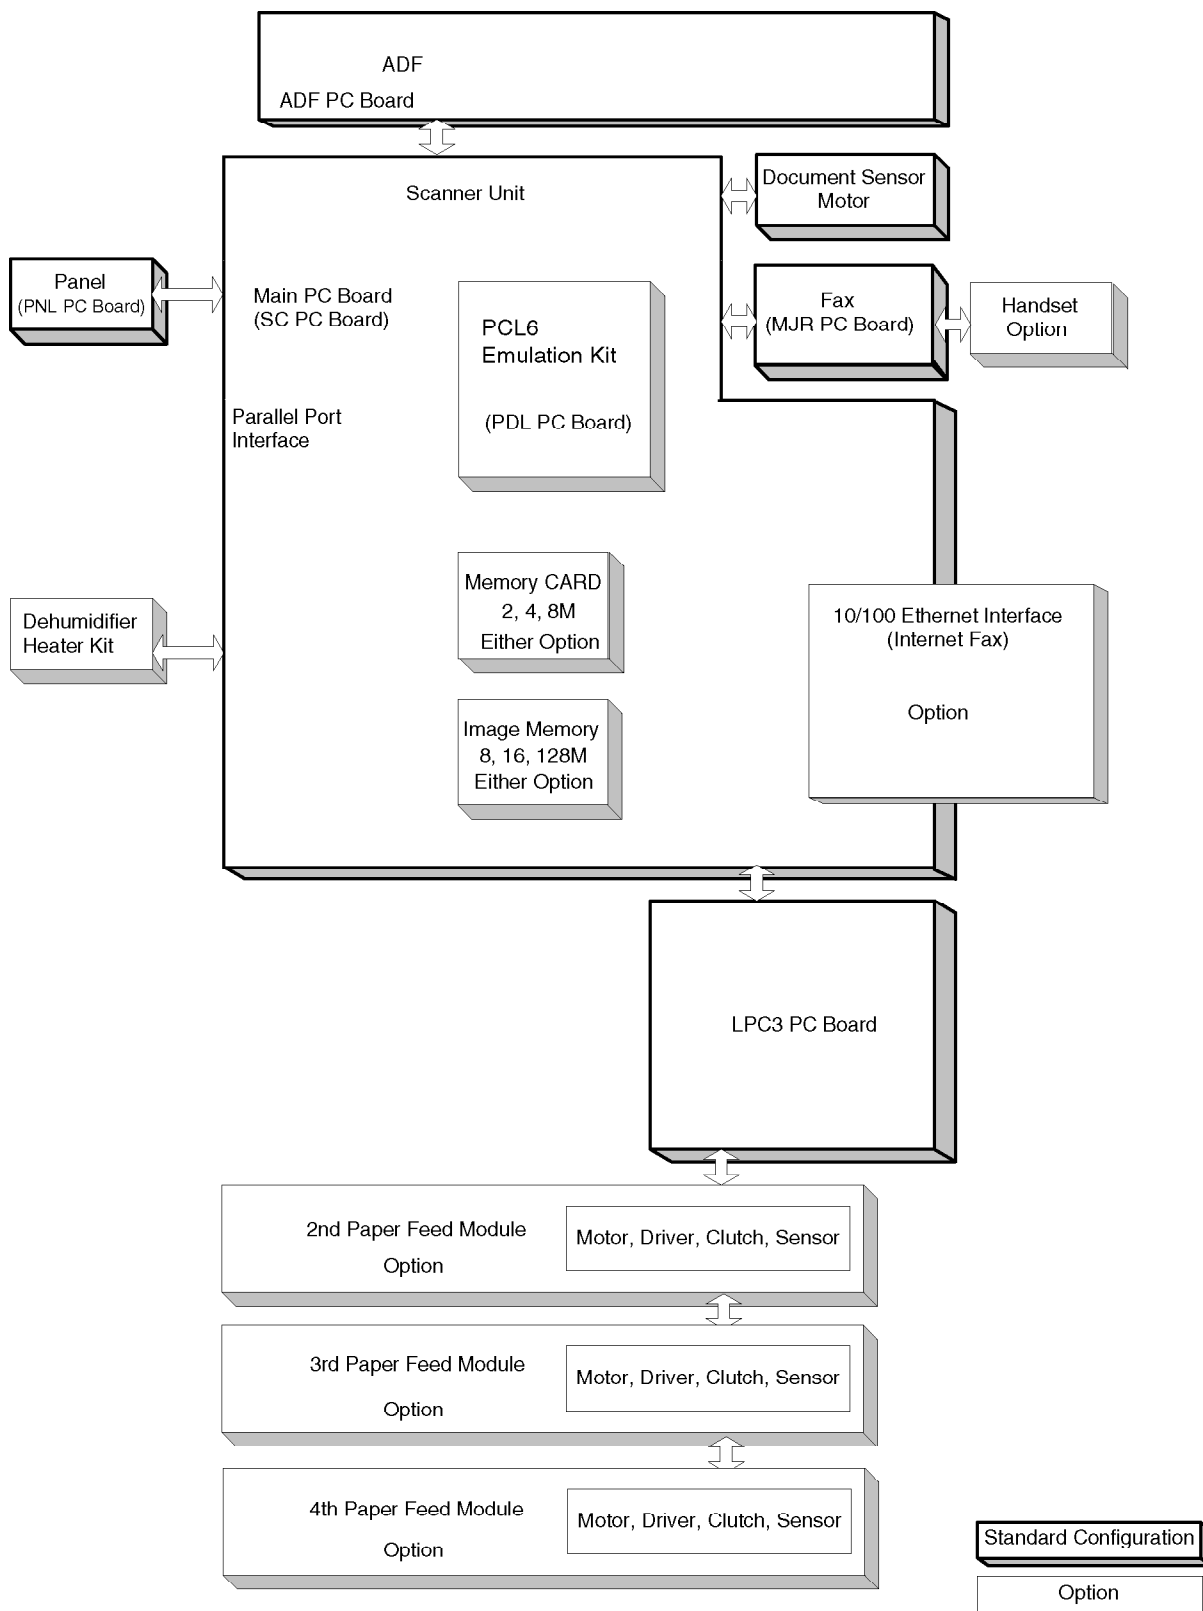 ADF
ADF PC Board
Scanner Unit
Document Sensor
Motor
Panel
(PNL PC Board)
Main PC Board
(SC PC Board)
PCL6
Emulation Kit
(PDL PC Board)
Fax
(MJR PC Board)
Handset
Option
Parallel Port
Interface
Memory CARD
2, 4, 8M
Either Option
Dehumidifier
Heater Kit
10/100 Ethernet Interface
(Internet Fax)
Option
Image Memory
8, 16, 128M
Either Option
LPC3 PC Board
2nd Paper Feed Module
Option
Motor, Driver, Clutch, Sensor
3rd Paper Feed Module
Option
Motor, Driver, Clutch, Sensor
4th Paper Feed Module
Option
Motor, Driver, Clutch, Sensor
Standard Configuration
Option